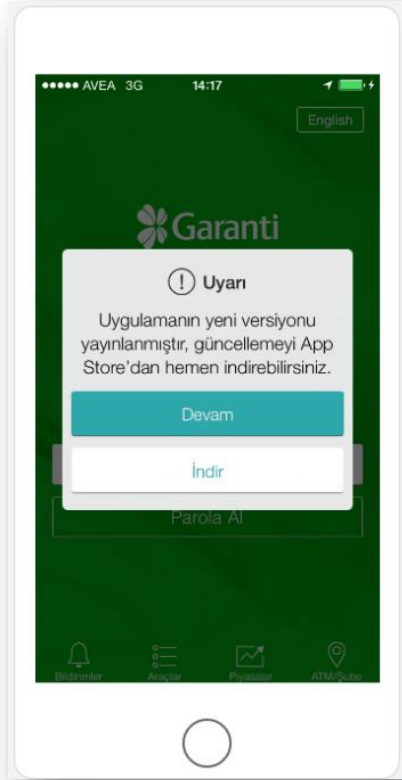 AVEA 3G 14:17
English
Garanti
Uyarı
Uygulamanın yeni versiyonu
yayınlanmıştır, güncellemeyi App
Store'dan hemen indirebilirsiniz.
Devam
İndir
Parola Al
Bildirimler Araçlar Piyasalar ATM/Şube